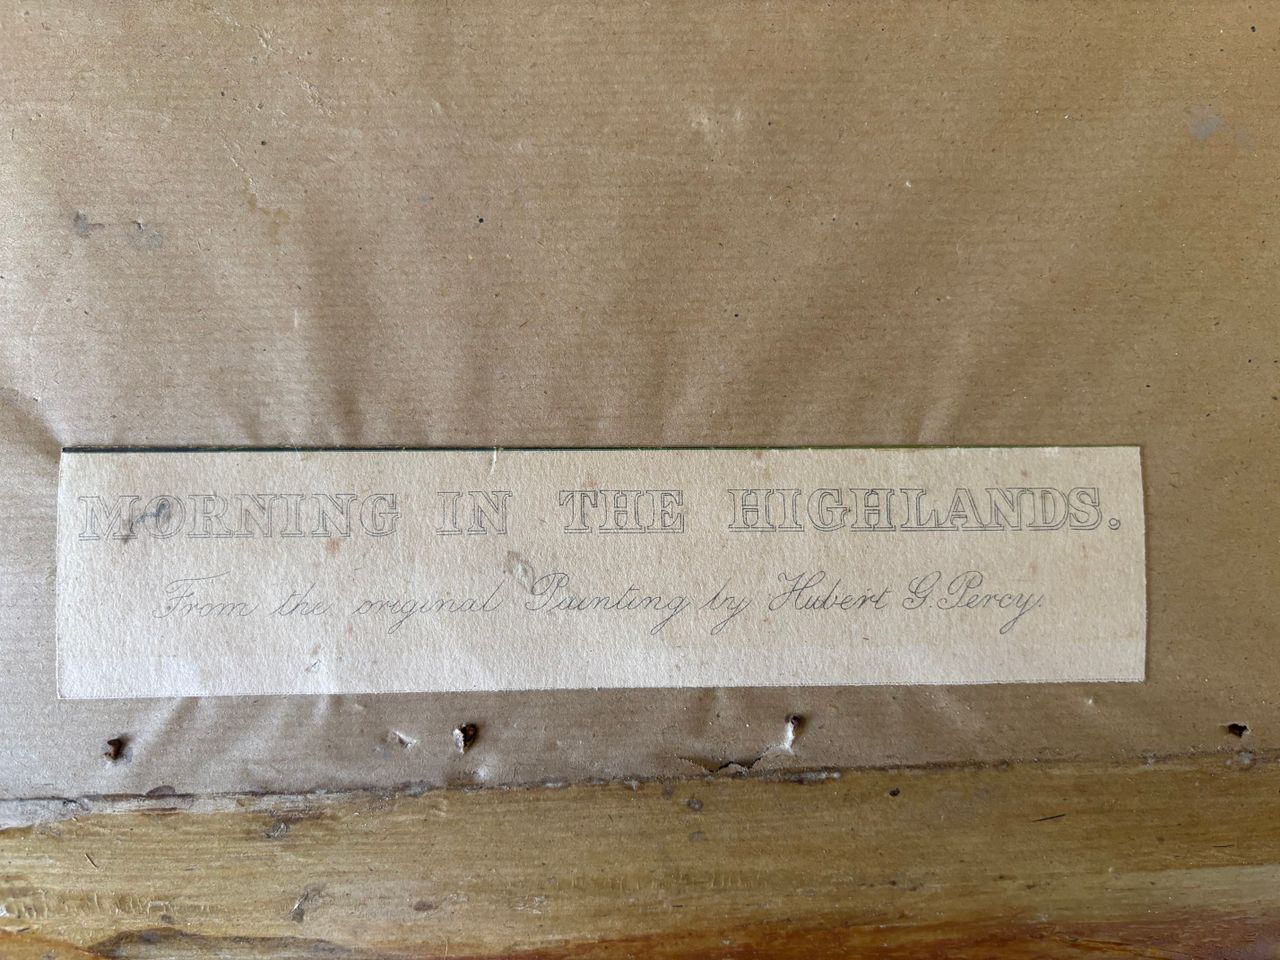 MORNING IN THE HIGHLANDS.
From the original Painting by Hubert G. Percy.